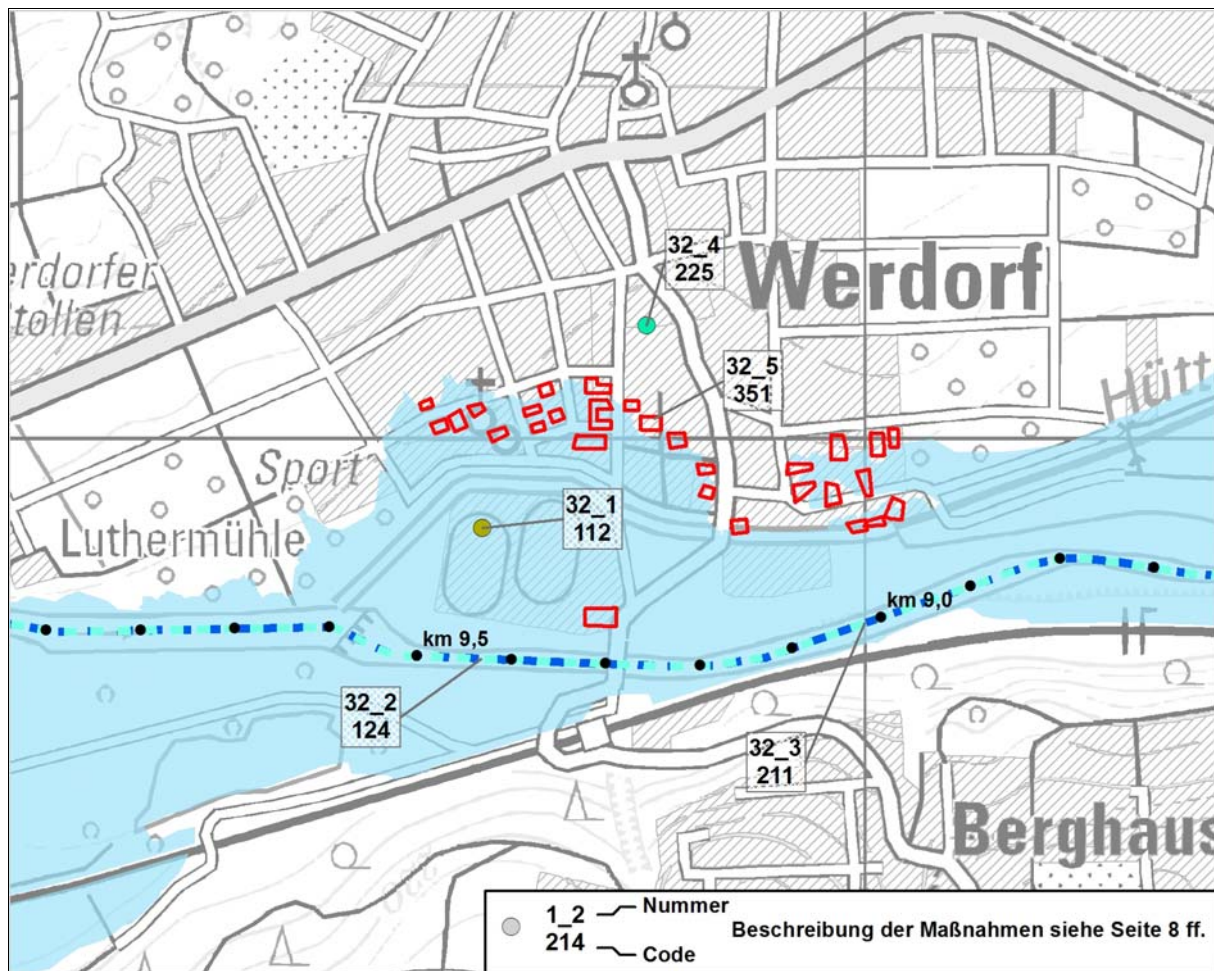 32_4
225
Werdorf
erdorfer
tollen
32_5
351
Hütt
Sport
32_1
112
Luthermühle
km 9,0
km 9,5
32_2
124
32_3
211
Berghaus
1_2
214
Nummer
Code
Beschreibung der Maßnahmen siehe Seite 8 ff.